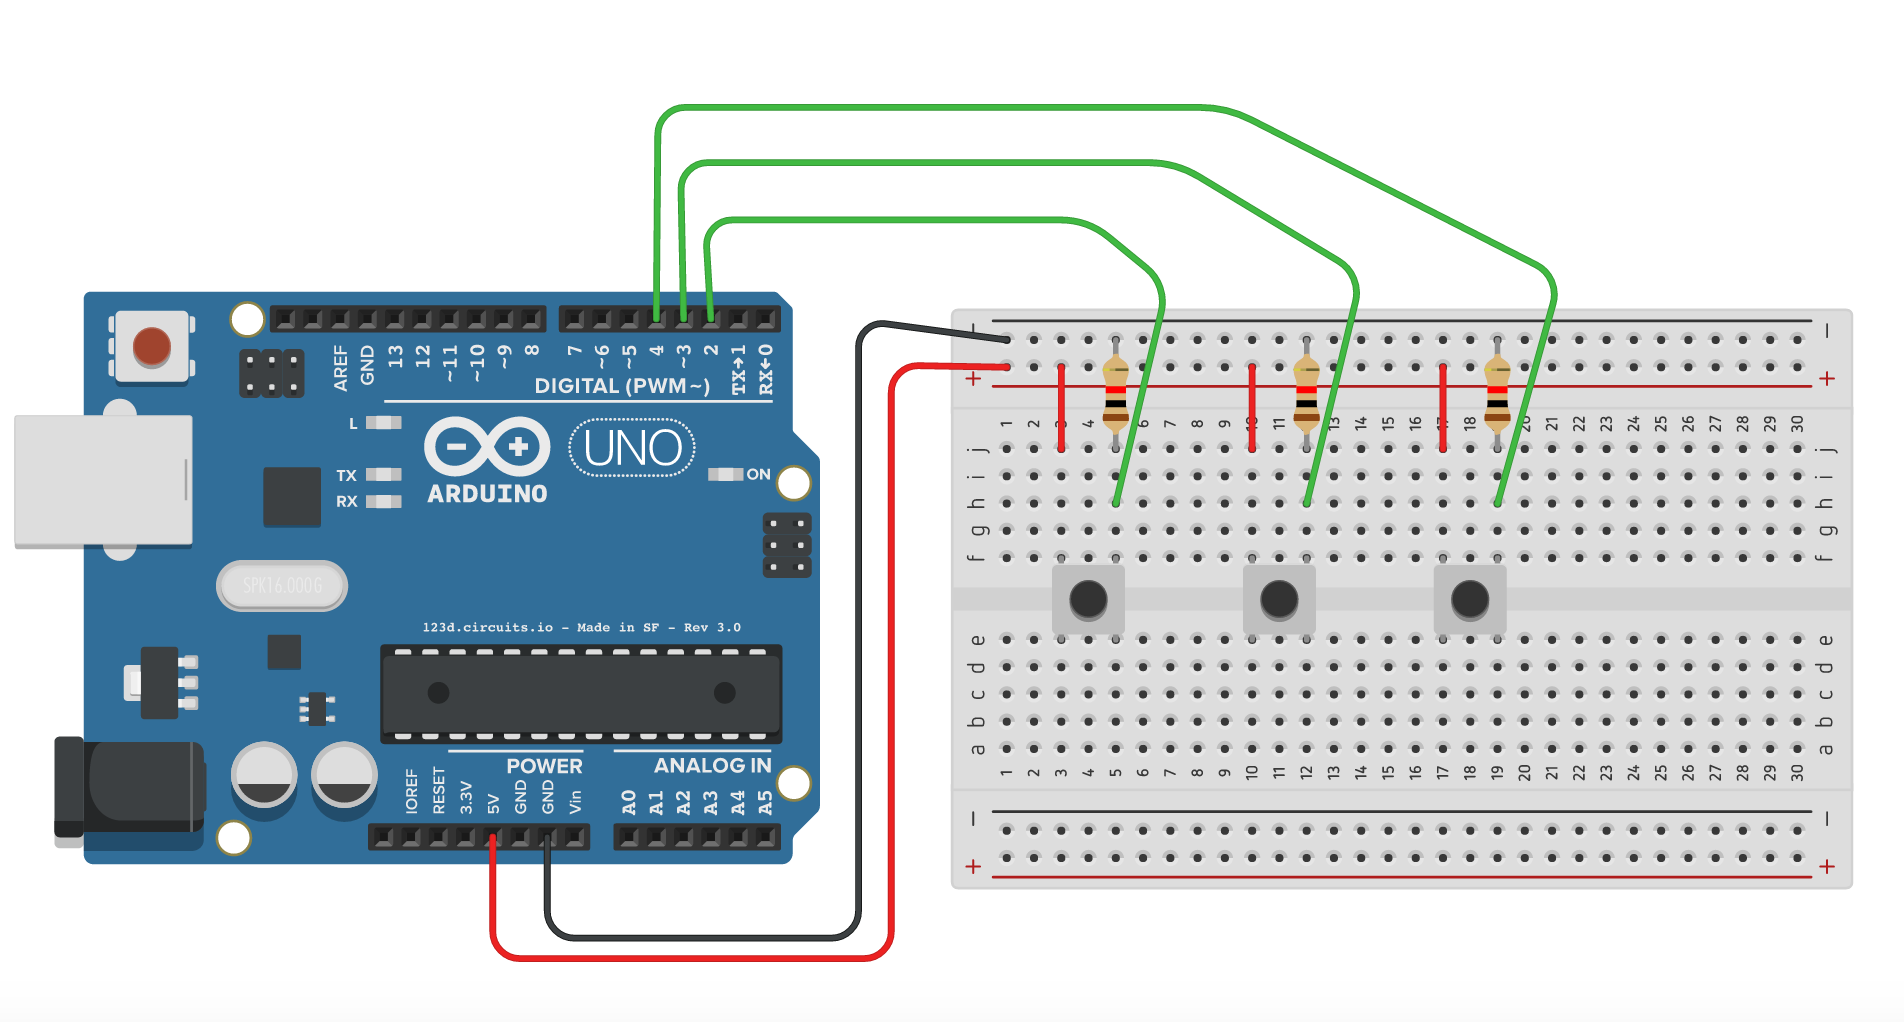 AREF GND 13 12 ~11 ~10 ~9 8 7 ~6 ~5 4 ~3 2 TX→1 RX←0
DIGITAL (PWM ~)
L
TX
RX
UNO
ON
ARDUINO
SPK16.000G
123d.circuits.io - Made in SF - Rev 3.0
POWER
ANALOG IN
IOREF RESET 3.3V 5V GND GND Vin A0 A1 A2 A3 A4 A5
− −
+ +
1 2 3 4 6 7 8 9 10 11 13 14 15 16 17 18 20 21 22 23 24 25 26 27 28 29 30
j j
i i
h h
g g
f f
e e
d d
c c
b b
a a
1 2 3 4 5 6 7 8 9 10 11 12 13 14 15 16 17 18 19 20 21 22 23 24 25 26 27 28 29 30
− −
+ +